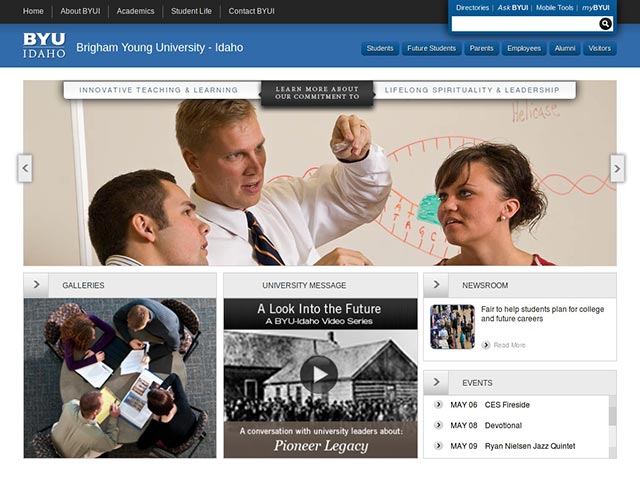 Home
About BYUI
Academics
Student Life
Contact BYUI
Directories | Ask BYUI | Mobile Tools | myBYUI
BYU
IDAHO
Brigham Young University - Idaho
Students
Future Students
Parents
Employees
Alumni
Visitors
INNOVATIVE TEACHING & LEARNING
LEARN MORE ABOUT
OUR COMMITMENT TO
LIFELONG SPIRITUALITY & LEADERSHIP
Helicase
A
T
A
G
C
GALLERIES
UNIVERSITY MESSAGE
A Look Into the Future
A BYU-Idaho Video Series
A conversation with university leaders about:
Pioneer Legacy
NEWSROOM
Fair to help students plan for college
and future careers
Read More
EVENTS
MAY 06 CES Fireside
MAY 08 Devotional
MAY 09 Ryan Nielsen Jazz Quintet